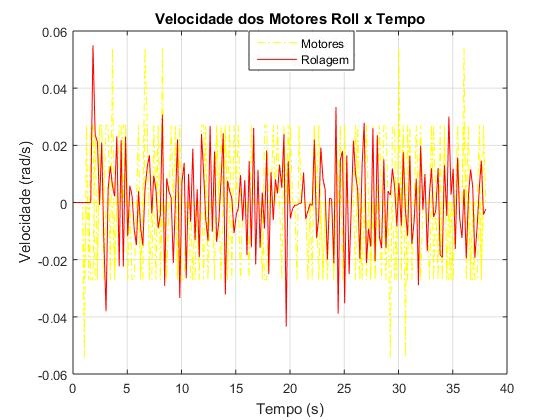 Velocidade dos Motores Roll x Tempo
Motores
Rolagem
Velocidade (rad/s)
0.06
0.04
0.02
0
-0.02
-0.04
-0.06
0 5 10 15 20 25 30 35 40
Tempo (s)